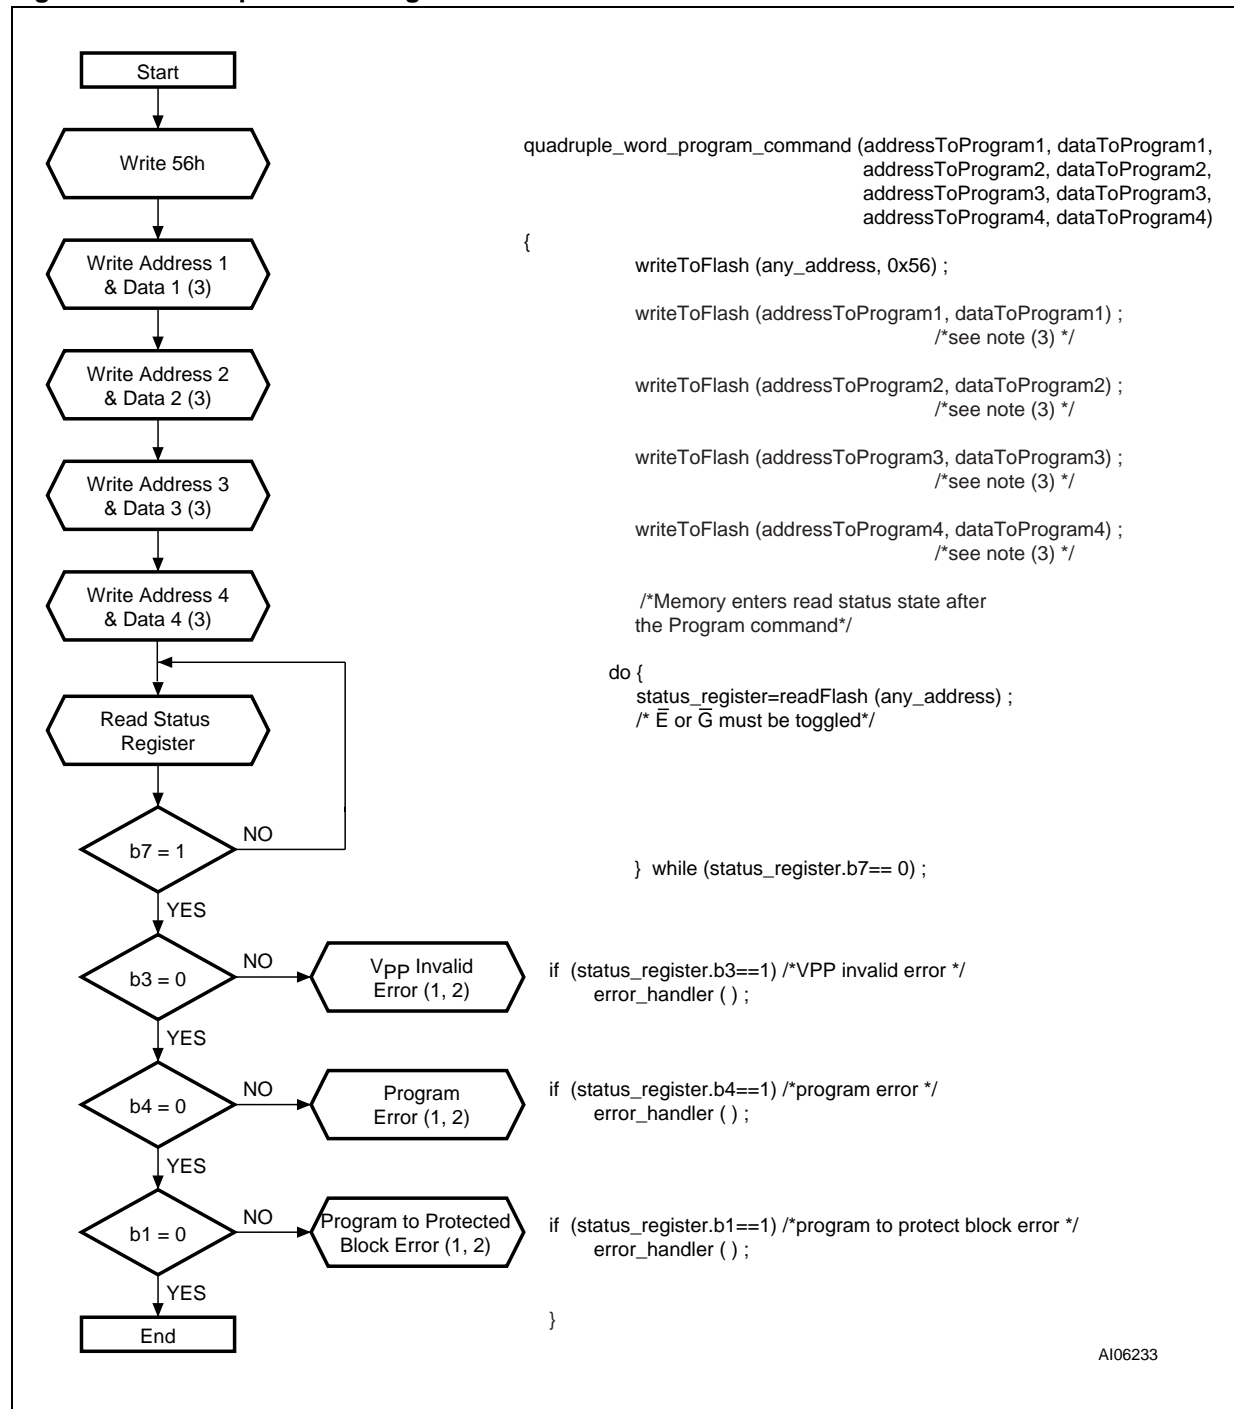 Start
Write 56h
Write Address 1
& Data 1 (3)
Write Address 2
& Data 2 (3)
Write Address 3
& Data 3 (3)
Write Address 4
& Data 4 (3)
Read Status
Register
b7 = 1
NO
YES
b3 = 0
NO
VPP Invalid
Error (1, 2)
YES
b4 = 0
NO
Program
Error (1, 2)
YES
b1 = 0
NO
Program to Protected
Block Error (1, 2)
YES
End
quadruple_word_program_command (addressToProgram1, dataToProgram1,
addressToProgram2, dataToProgram2,
addressToProgram3, dataToProgram3,
addressToProgram4, dataToProgram4)
{
writeToFlash (any_address, 0x56) ;
writeToFlash (addressToProgram1, dataToProgram1) ;
/*see note (3) */
writeToFlash (addressToProgram2, dataToProgram2) ;
/*see note (3) */
writeToFlash (addressToProgram3, dataToProgram3) ;
/*see note (3) */
writeToFlash (addressToProgram4, dataToProgram4) ;
/*see note (3) */
/*Memory enters read status state after
the Program command*/
do {
status_register=readFlash (any_address) ;
/* E̅ or G̅ must be toggled*/
} while (status_register.b7== 0) ;
if (status_register.b3==1) /*VPP invalid error */
error_handler ( ) ;
if (status_register.b4==1) /*program error */
error_handler ( ) ;
if (status_register.b1==1) /*program to protect block error */
error_handler ( ) ;
}
AI06233